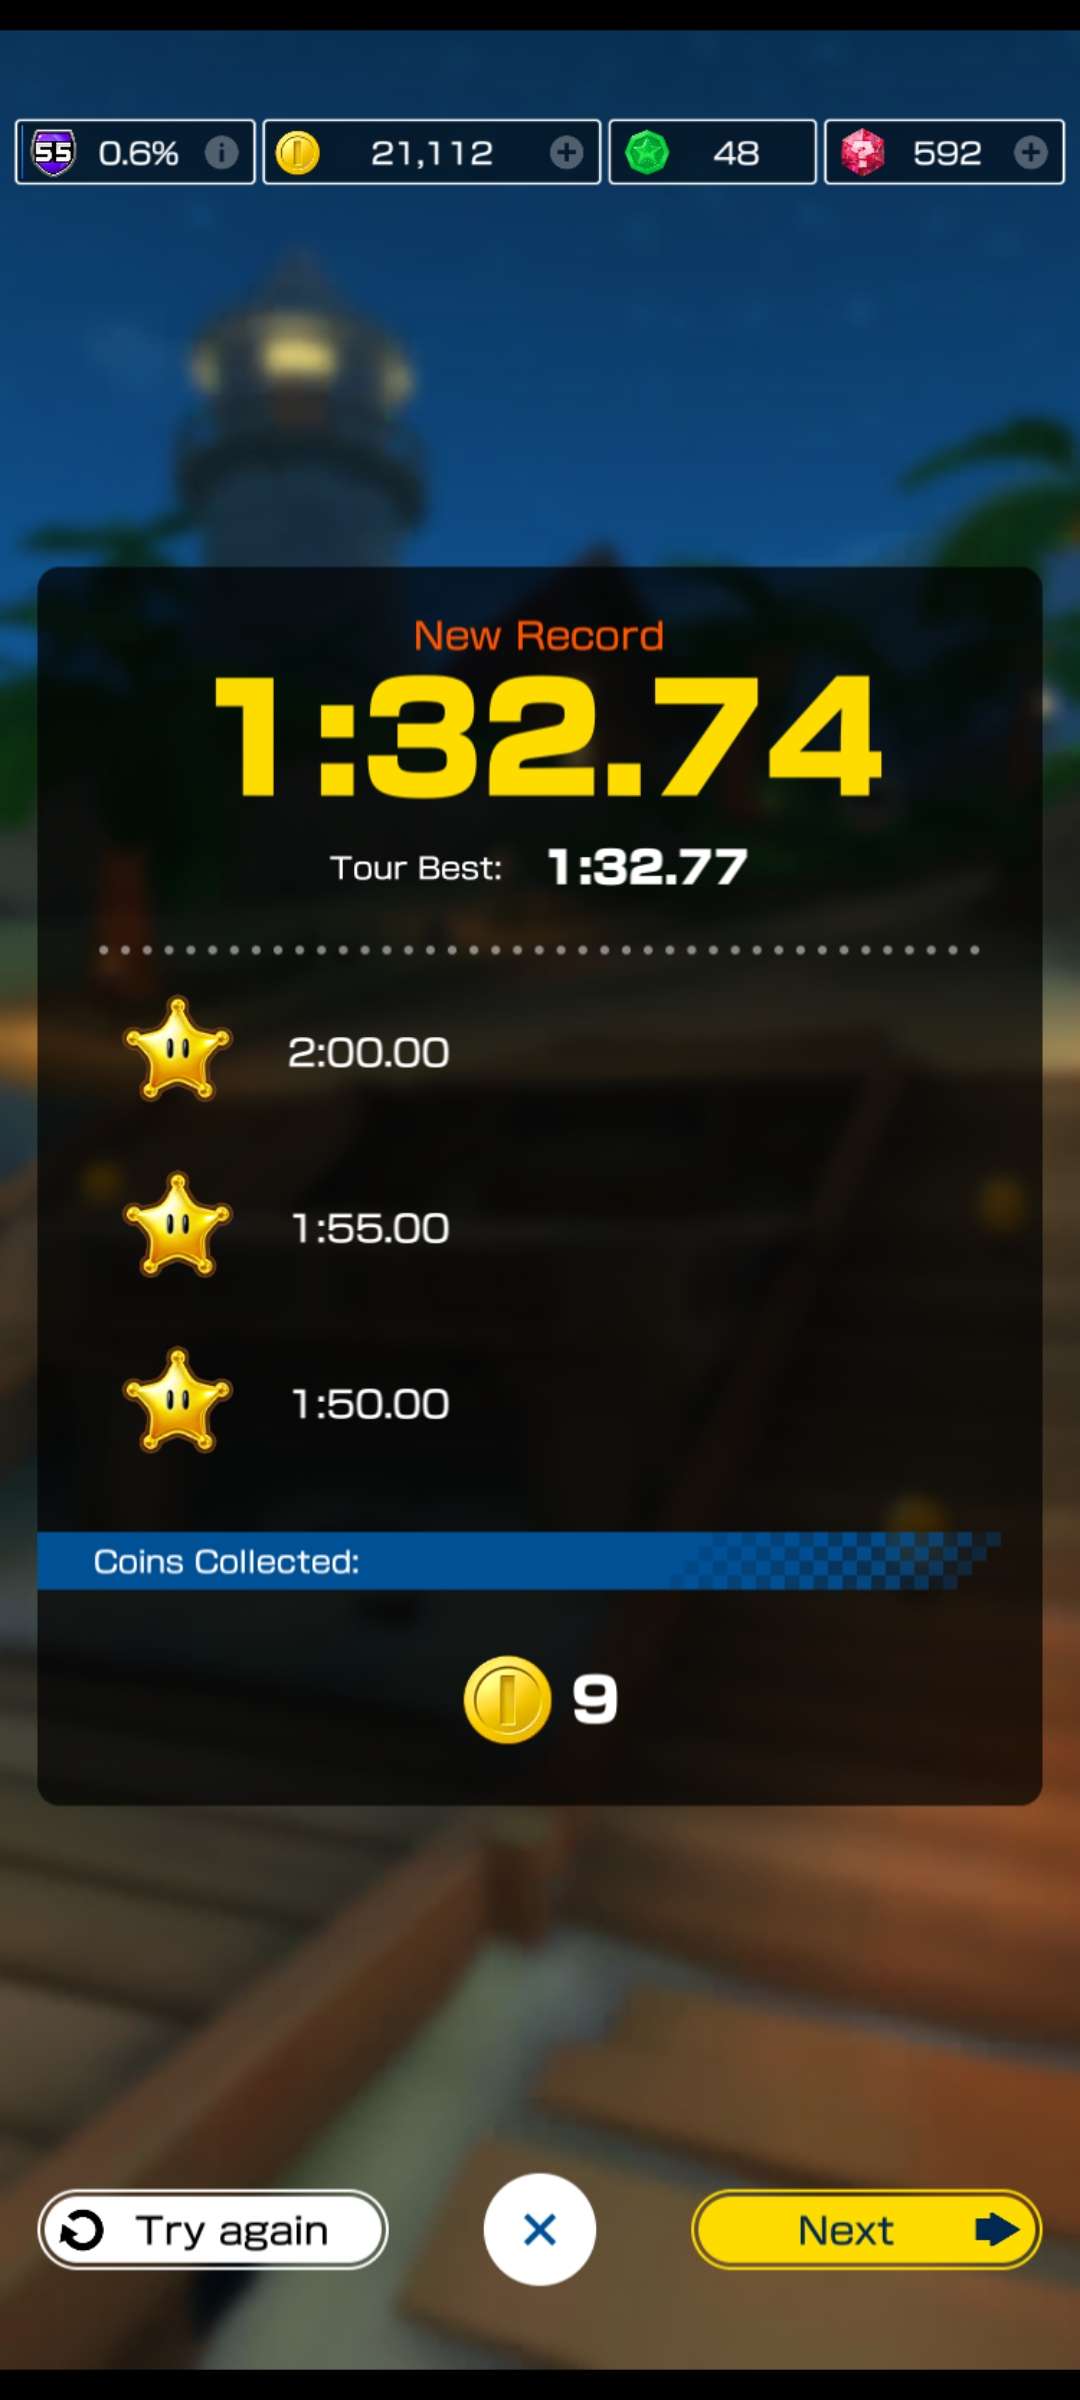 55 0.6% i 21,112 + 48 ? 592 +
New Record
1:32.74
Tour Best: 1:32.77
2:00.00
1:55.00
1:50.00
Coins Collected:
9
Try again × Next